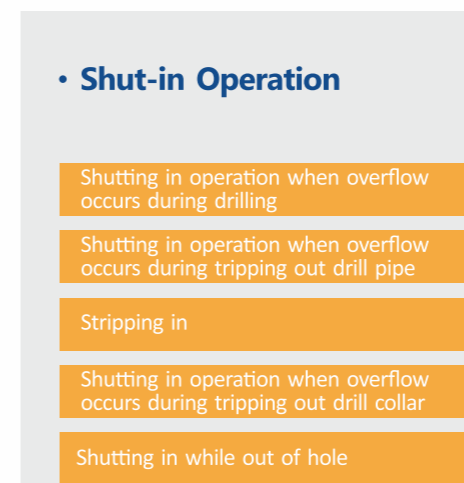 • Shut-in Operation
Shutting in operation when overflow
occurs during drilling
Shutting in operation when overflow
occurs during tripping out drill pipe
Stripping in
Shutting in operation when overflow
occurs during tripping out drill collar
Shutting in while out of hole